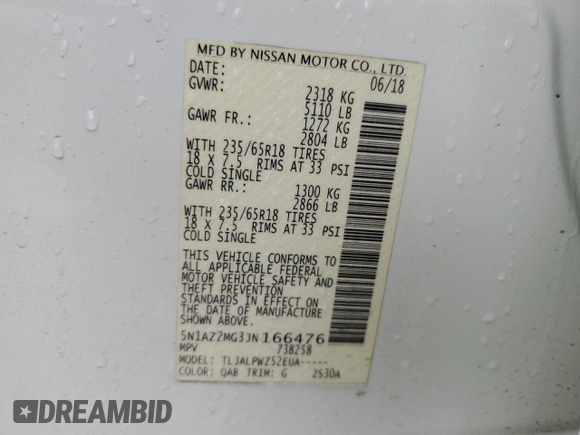 MFD BY NISSAN MOTOR CO., LTD.
DATE: 06/18
GVWR: 2318 KG
5110 LB
GAWR FR.: 1272 KG
2804 LB
WITH 235/65R18 TIRES
18 X 7.5 RIMS AT 33 PSI
COLD SINGLE
GAWR RR.: 1300 KG
2866 LB
WITH 235/65R18 TIRES
18 X 7.5 RIMS AT 33 PSI
COLD SINGLE
THIS VEHICLE CONFORMS TO
ALL APPLICABLE FEDERAL
MOTOR VEHICLE SAFETY AND
THEFT PREVENTION
STANDARDS IN EFFECT ON
THE DATE OF MANUFACTURE
SHOWN ABOVE.
5N1AZ2MG3JN166476
MPV 738258
MODEL: TLJALPWZ52EUA-----
COLOR: QAB TRIM: G ZS30A
DREAMBID